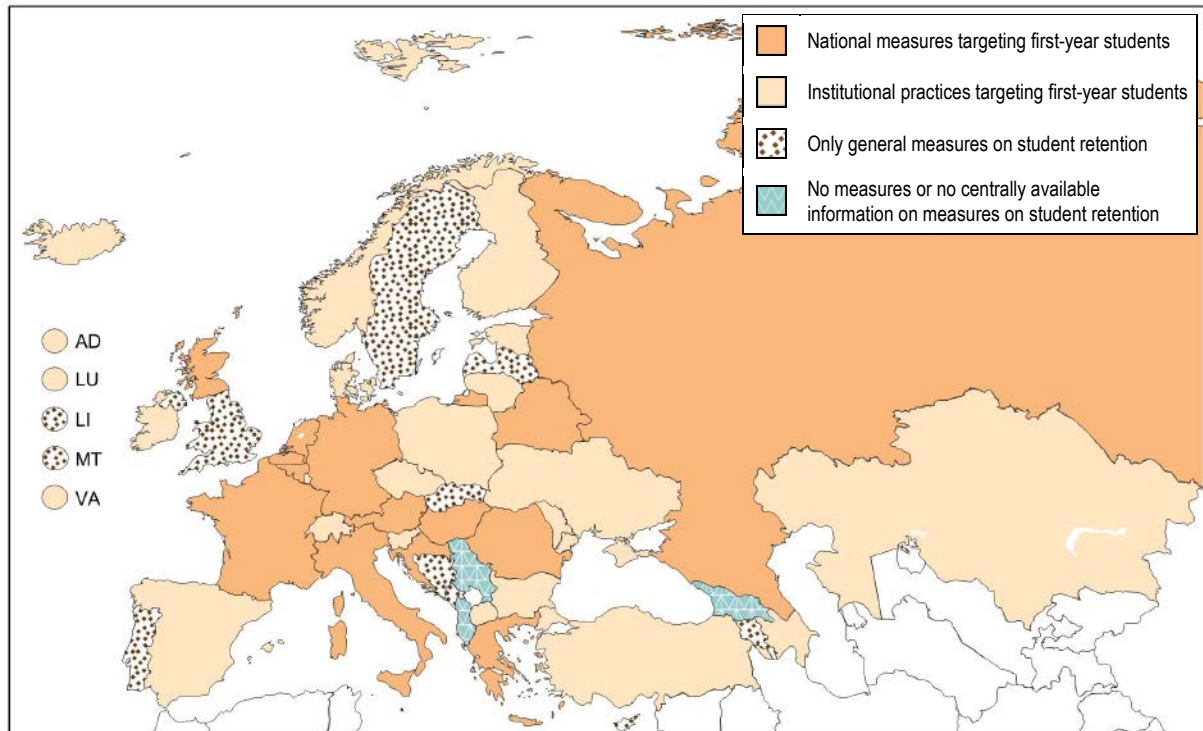 National measures targeting first-year students
Institutional practices targeting first-year students
Only general measures on student retention
No measures or no centrally available
information on measures on student retention
AD
LU
LI
MT
VA